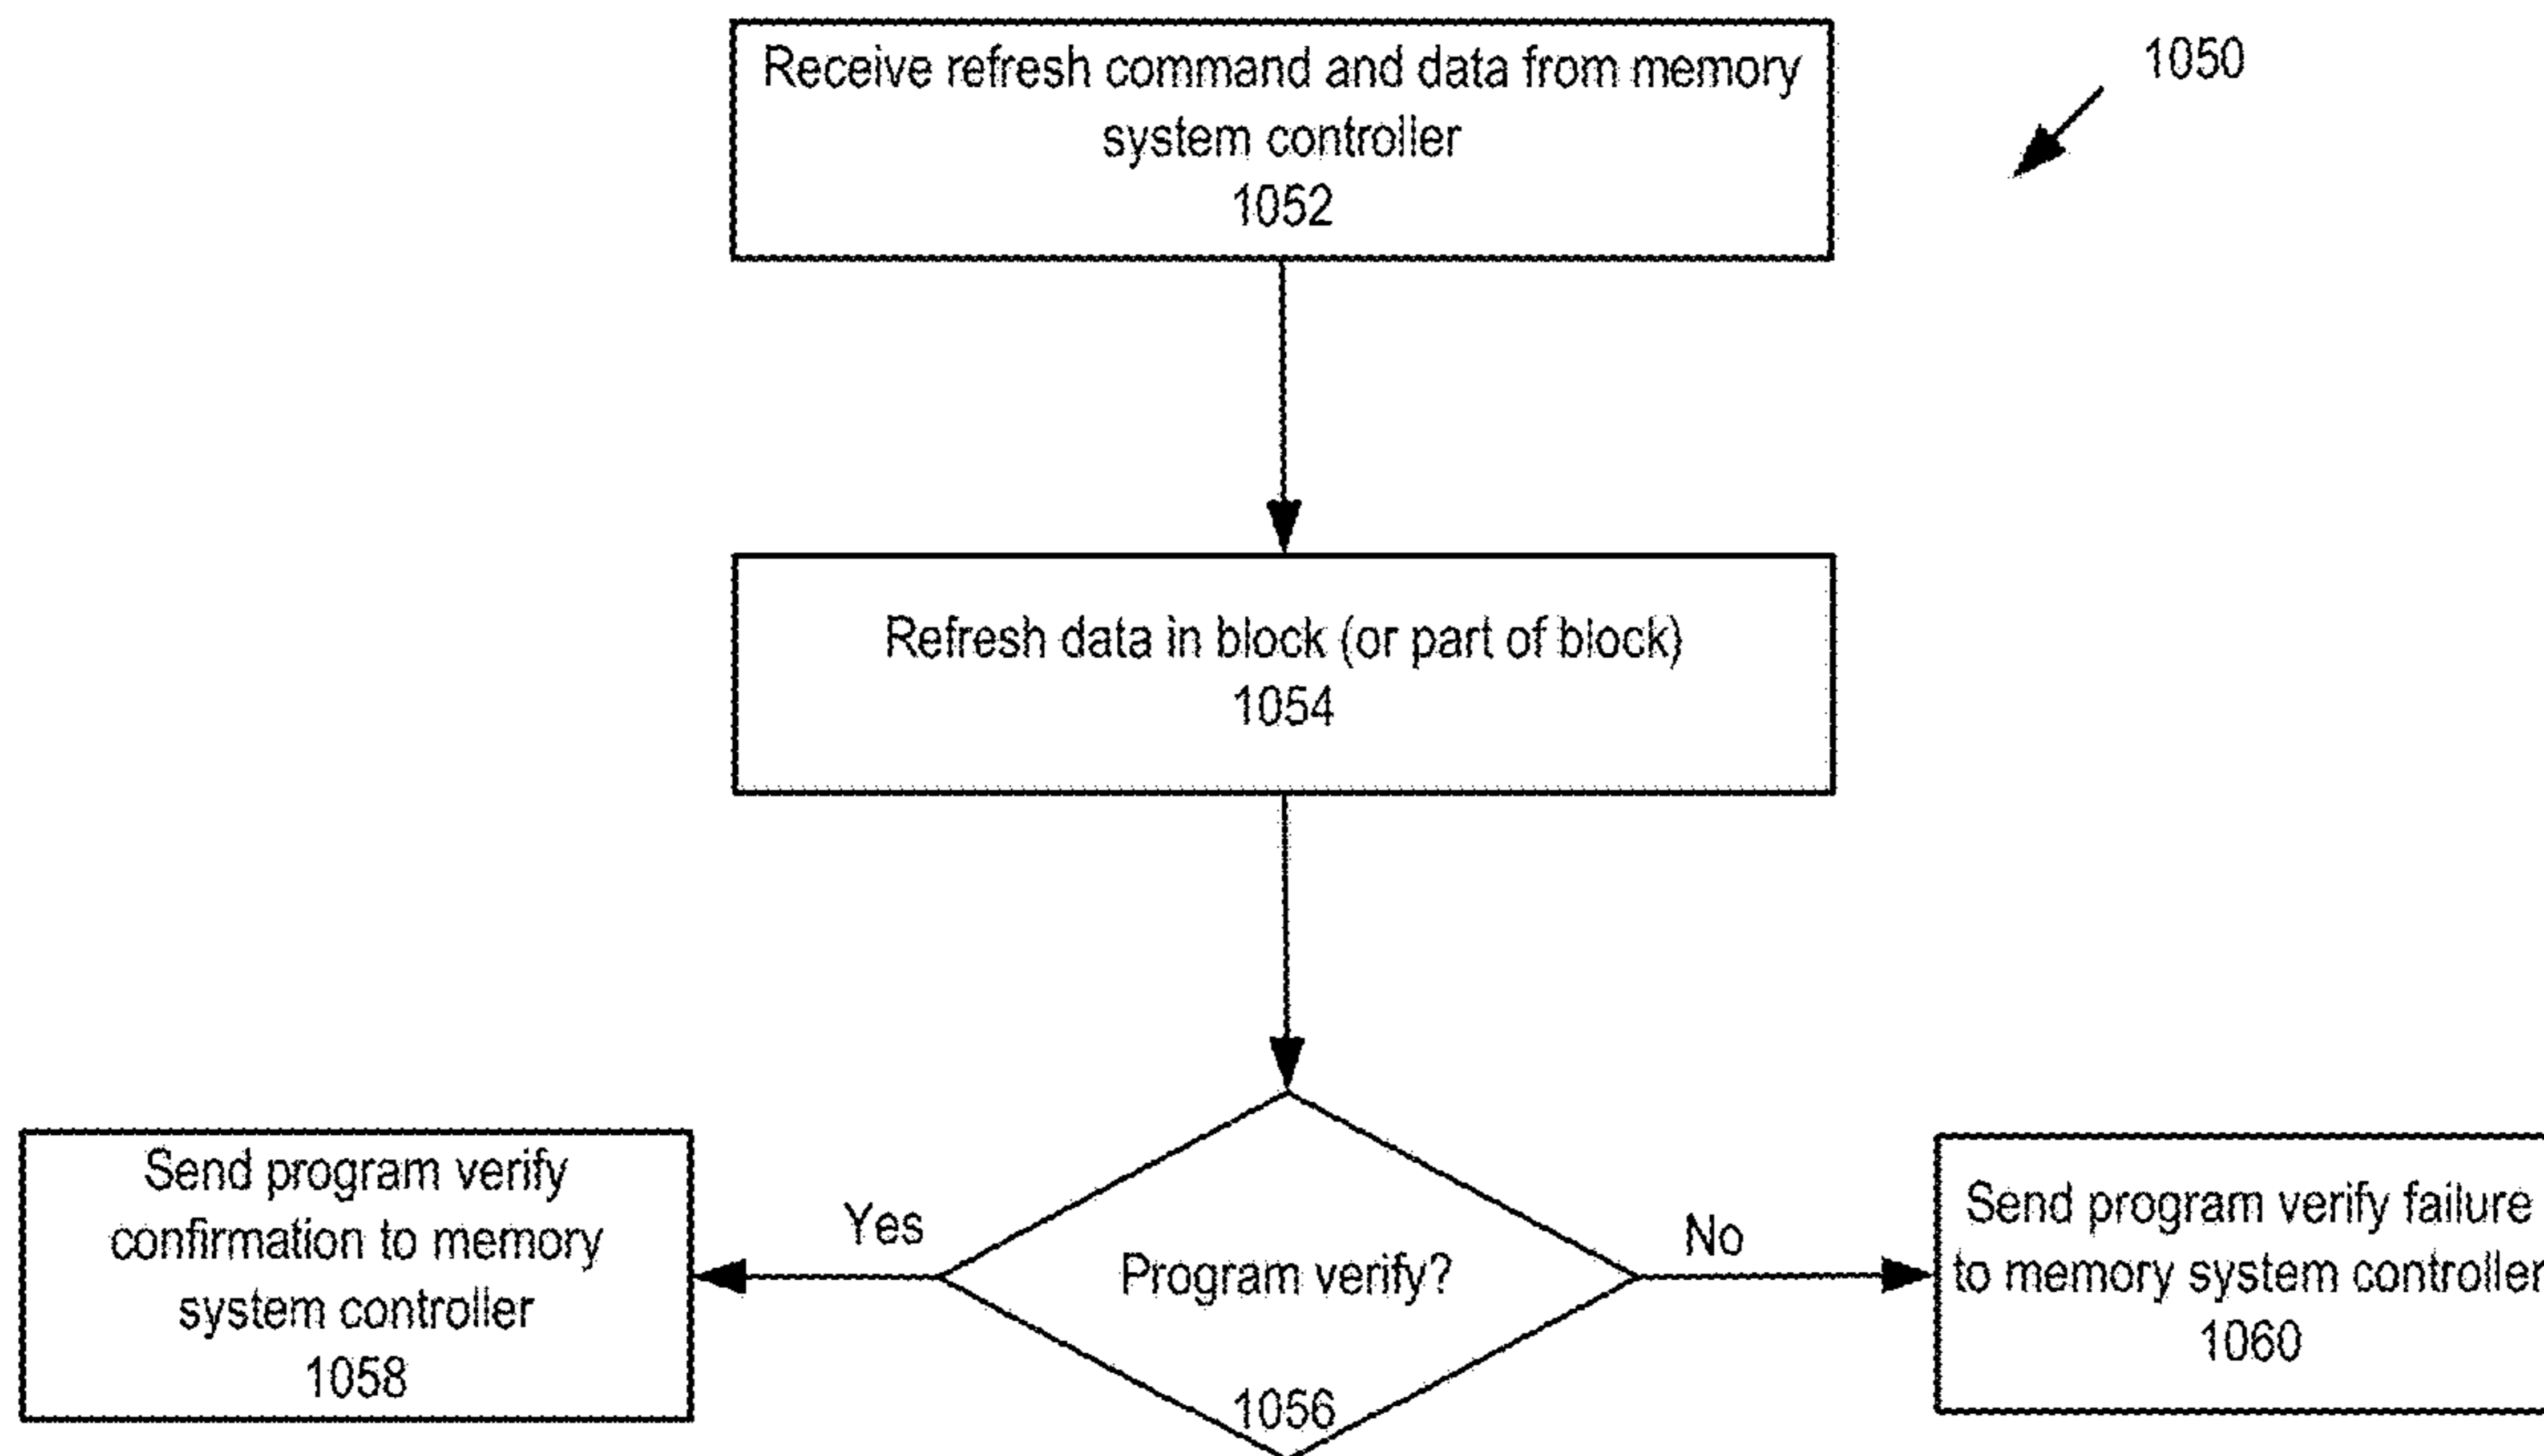 Receive refresh command and data from memory
system controller
1052
1050
Refresh data in block (or part of block)
1054
Send program verify
confirmation to memory
system controller
1058
Yes
Program verify?
1056
No
Send program verify failure
to memory system controller
1060